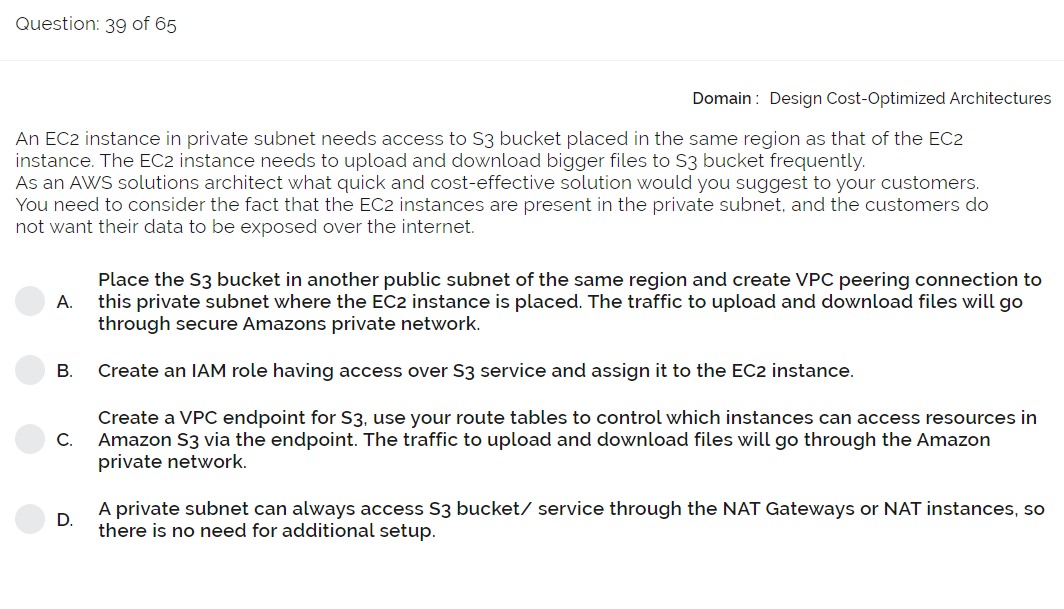 Question: 39 of 65
Domain : Design Cost-Optimized Architectures
An EC2 instance in private subnet needs access to S3 bucket placed in the same region as that of the EC2
instance. The EC2 instance needs to upload and download bigger files to S3 bucket frequently.
As an AWS solutions architect what quick and cost-effective solution would you suggest to your customers.
You need to consider the fact that the EC2 instances are present in the private subnet, and the customers do
not want their data to be exposed over the internet.
Place the S3 bucket in another public subnet of the same region and create VPC peering connection to
A. this private subnet where the EC2 instance is placed. The traffic to upload and download files will go
through secure Amazons private network.
B. Create an IAM role having access over S3 service and assign it to the EC2 instance.
Create a VPC endpoint for S3, use your route tables to control which instances can access resources in
C. Amazon S3 via the endpoint. The traffic to upload and download files will go through the Amazon
private network.
A private subnet can always access S3 bucket/ service through the NAT Gateways or NAT instances, so
D. there is no need for additional setup.